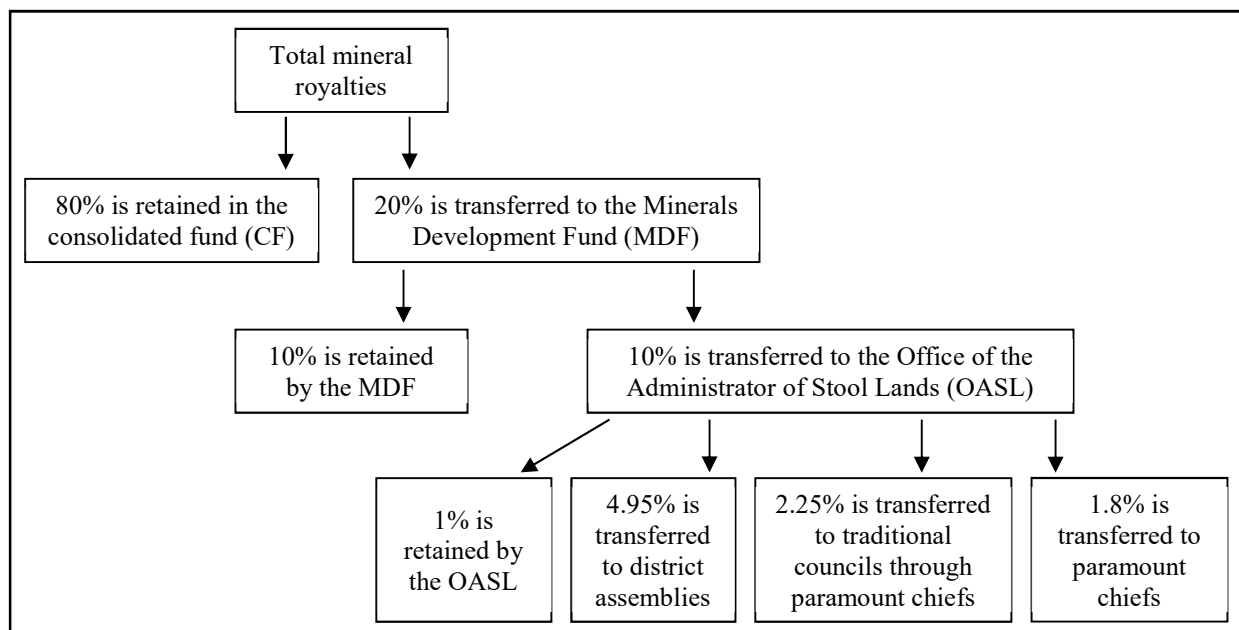 Total mineral
royalties
80% is retained in the
consolidated fund (CF)
20% is transferred to the Minerals
Development Fund (MDF)
10% is retained
by the MDF
10% is transferred to the Office of the
Administrator of Stool Lands (OASL)
1% is
retained by
the OASL
4.95% is
transferred
to district
assemblies
2.25% is transferred
to traditional
councils through
paramount chiefs
1.8% is
transferred to
paramount
chiefs